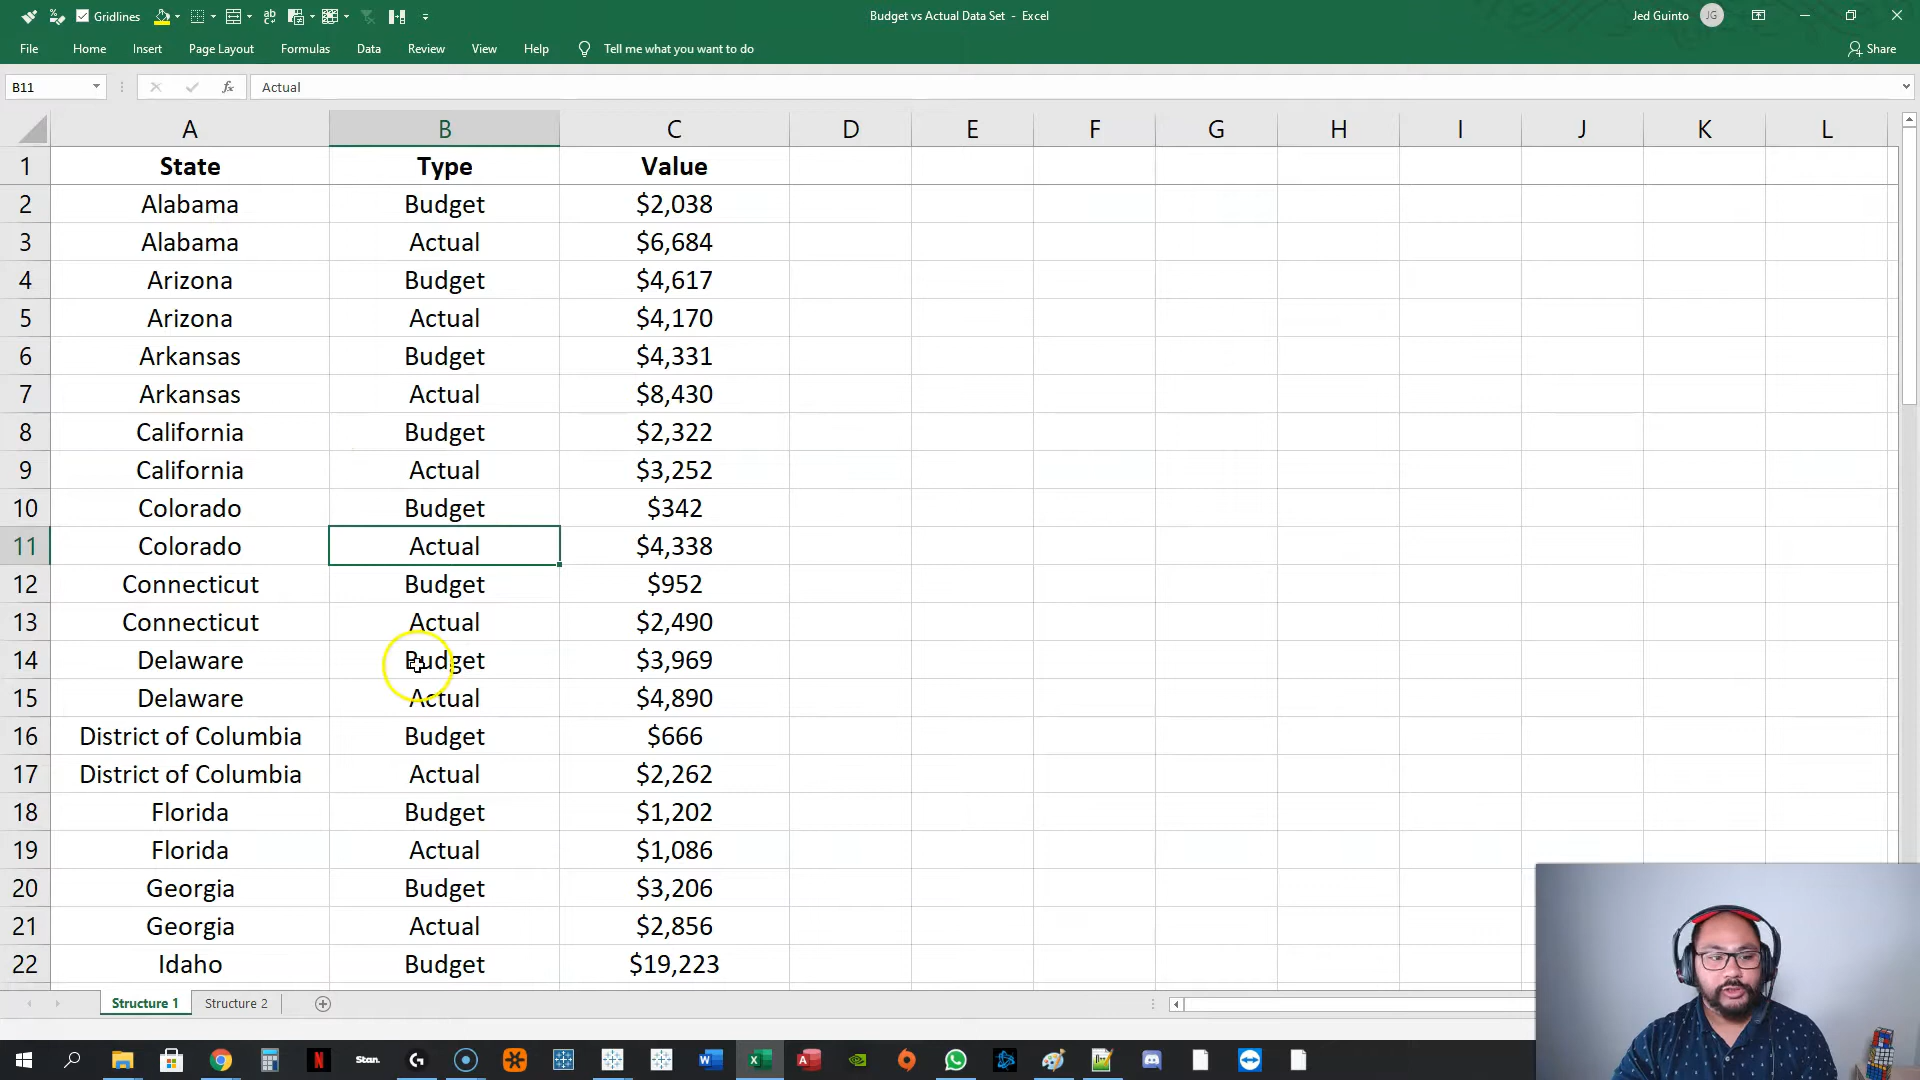 Gridlines
Budget vs Actual Data Set - Excel
Jed Guinto JG
File Home Insert Page Layout Formulas Data Review View Help Tell me what you want to do Share
B11 fx Actual
A B C D E F G H I J K L
1 State Type Value
2 Alabama Budget $2,038
3 Alabama Actual $6,684
4 Arizona Budget $4,617
5 Arizona Actual $4,170
6 Arkansas Budget $4,331
7 Arkansas Actual $8,430
8 California Budget $2,322
9 California Actual $3,252
10 Colorado Budget $342
11 Colorado Actual $4,338
12 Connecticut Budget $952
13 Connecticut Actual $2,490
14 Delaware Budget $3,969
15 Delaware Actual $4,890
16 District of Columbia Budget $666
17 District of Columbia Actual $2,262
18 Florida Budget $1,202
19 Florida Actual $1,086
20 Georgia Budget $3,206
21 Georgia Actual $2,856
22 Idaho Budget $19,223
Structure 1 Structure 2
Stan.